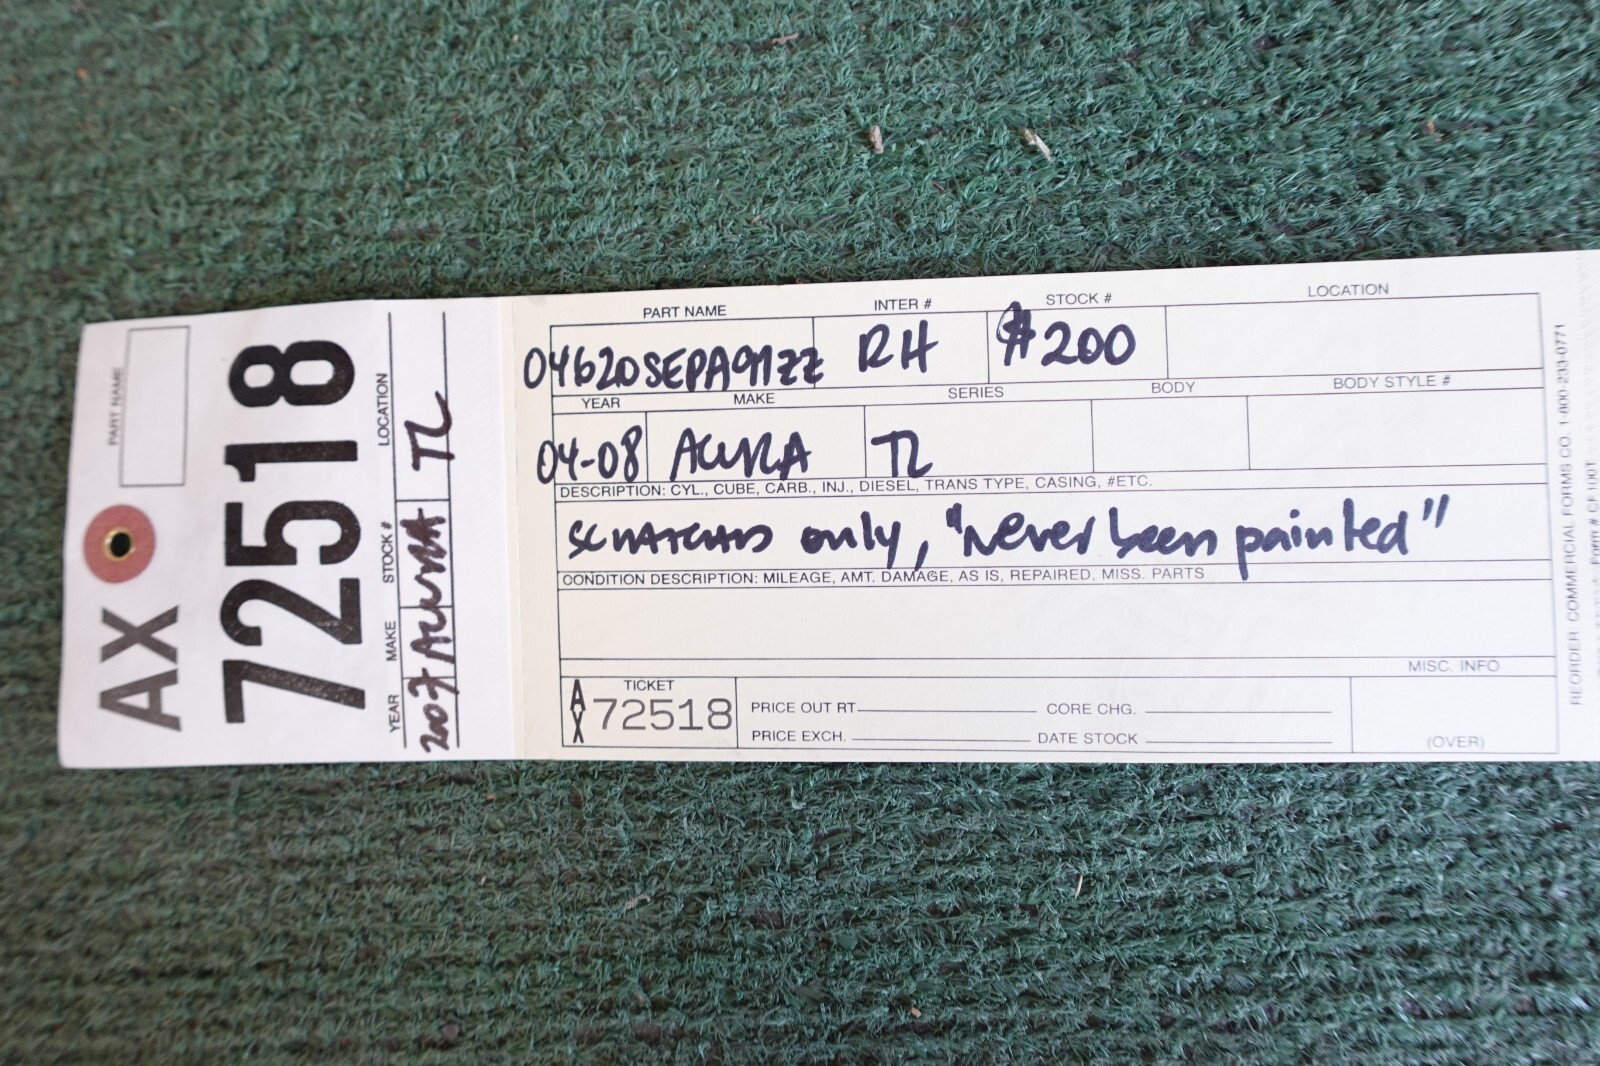 PART NAME
AX
72518
LOCATION
STOCK #
MAKE
YEAR
2007 ACURA TL
PART NAME INTER # STOCK # LOCATION
04620SEPA91ZZ RH $200
YEAR MAKE SERIES BODY BODY STYLE #
04-08 ACURA TL
DESCRIPTION: CYL., CUBE, CARB., INJ., DIESEL, TRANS TYPE, CASING, #ETC.
only, "Never been painted"
CONDITION DESCRIPTION: MILEAGE, AMT. DAMAGE, AS IS, REPAIRED, MISS. PARTS
MISC. INFO
AX TICKET
72518
PRICE OUT RT CORE CHG.
PRICE EXCH. DATE STOCK
(OVER)
REORDER COMMERCIAL FORMS CO. 1-800-233-0771
Form # CF 100T